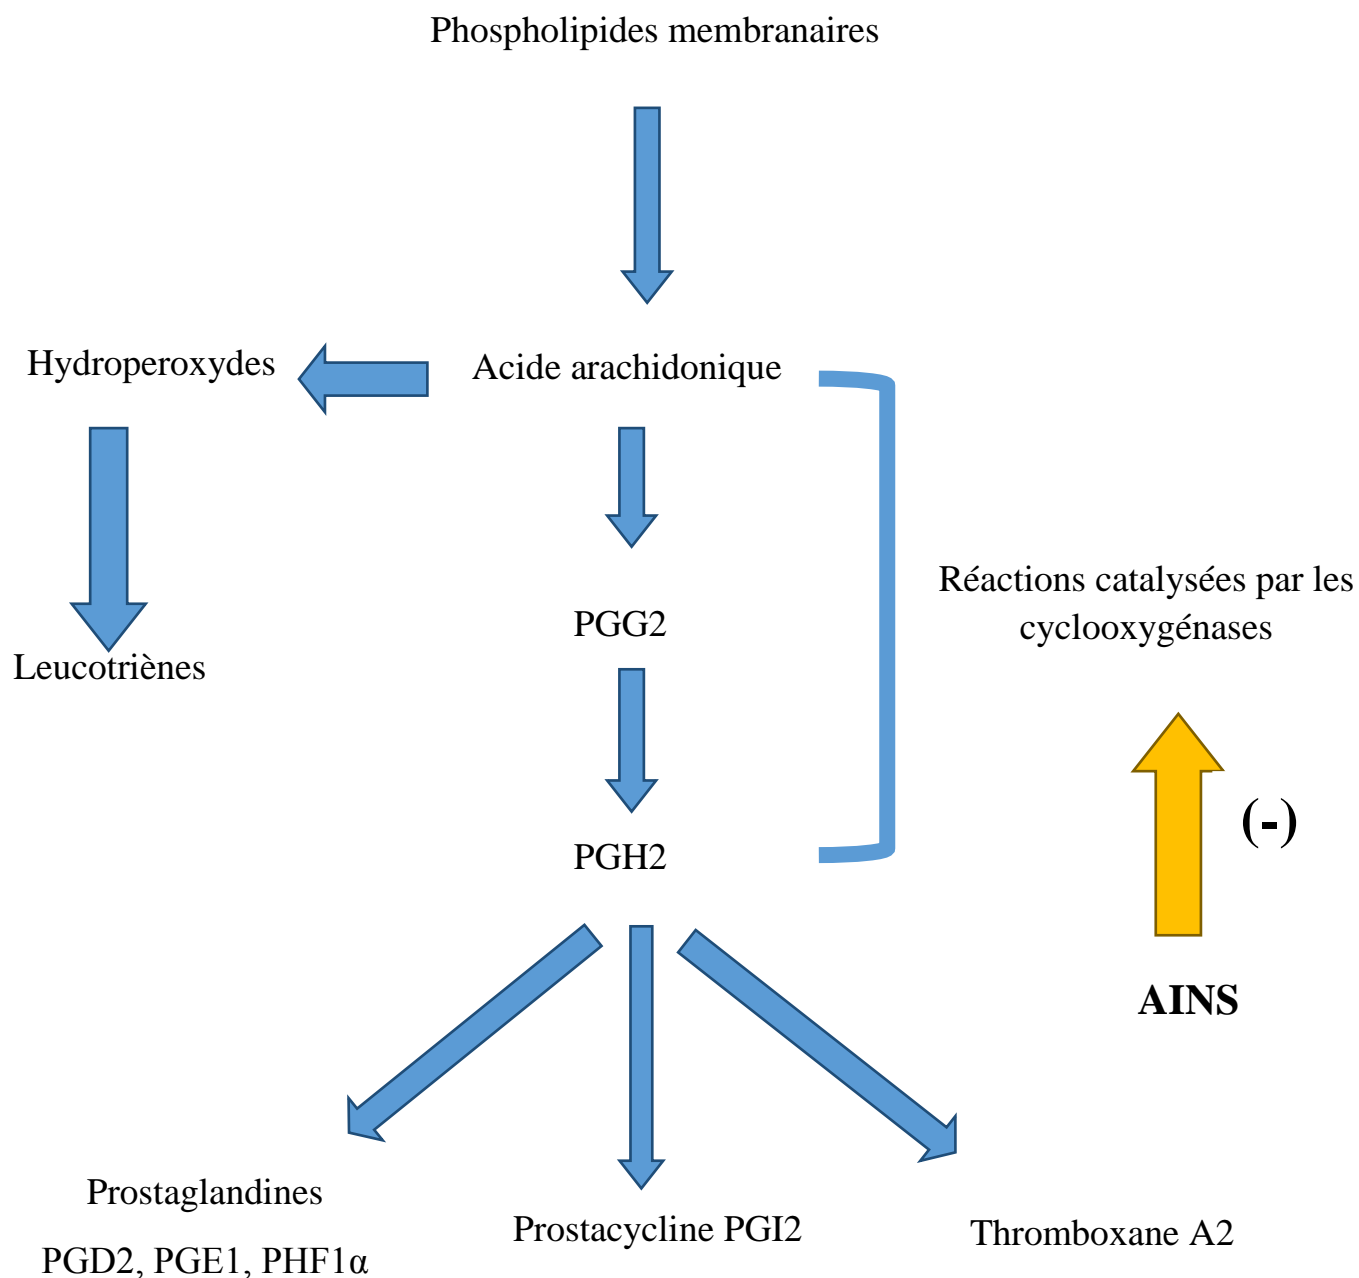 Phospholipides membranaires
Hydroperoxydes
Acide arachidonique
Réactions catalysées par les
cyclooxygénases
PGG2
Leucotriènes
(-)
PGH2
AINS
Prostaglandines
PGD2, PGE1, PHF1α
Prostacycline PGI2
Thromboxane A2